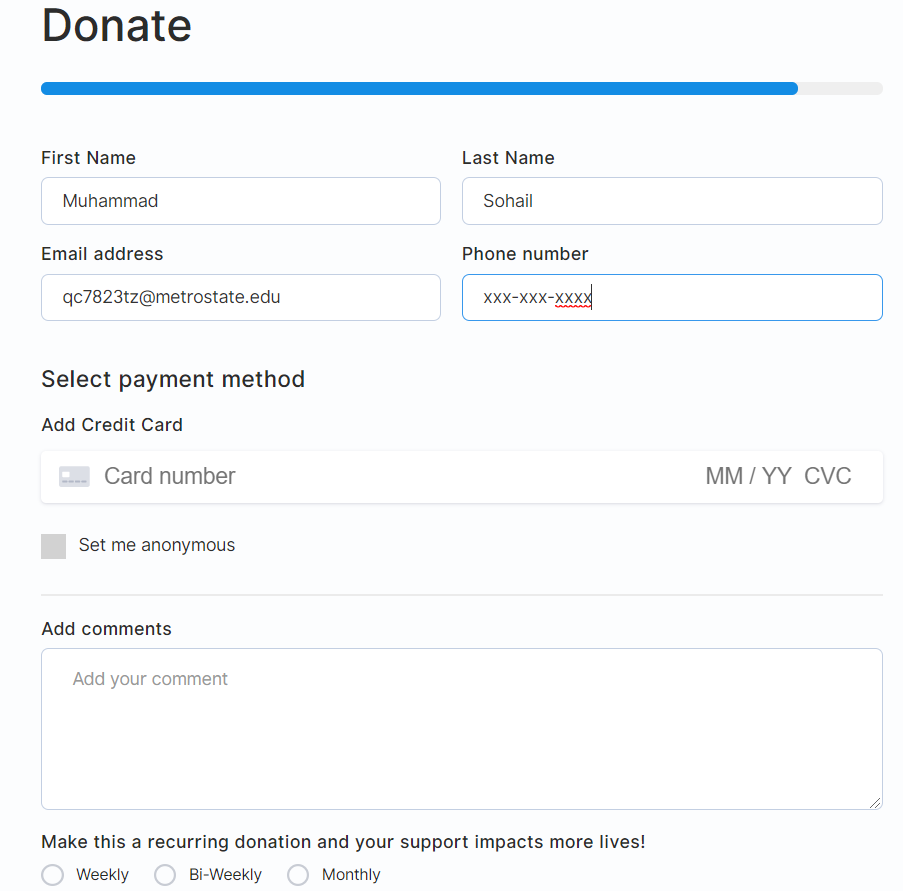 Donate
First Name Last Name
Muhammad Sohail
Email address Phone number
qc7823tz@metrostate.edu xxx-xxx-xxxx
Select payment method
Add Credit Card
Card number MM / YY CVC
Set me anonymous
Add comments
Add your comment
Make this a recurring donation and your support impacts more lives!
Weekly Bi-Weekly Monthly